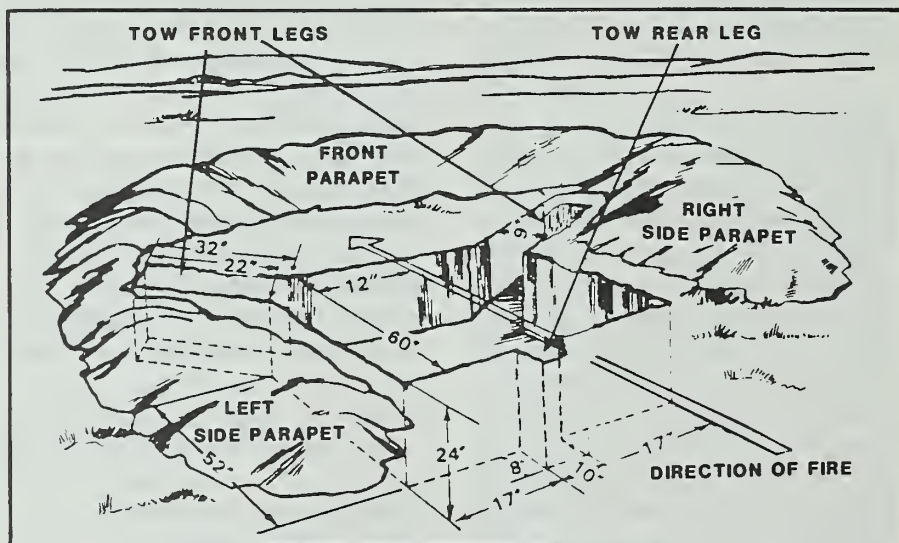 TOW FRONT LEGS
TOW REAR LEG
FRONT
PARAPET
RIGHT
SIDE PARAPET
32"
22"
6"
12"
60"
LEFT
SIDE PARAPET
52"
24"
8"
10"
17"
17"
DIRECTION OF FIRE